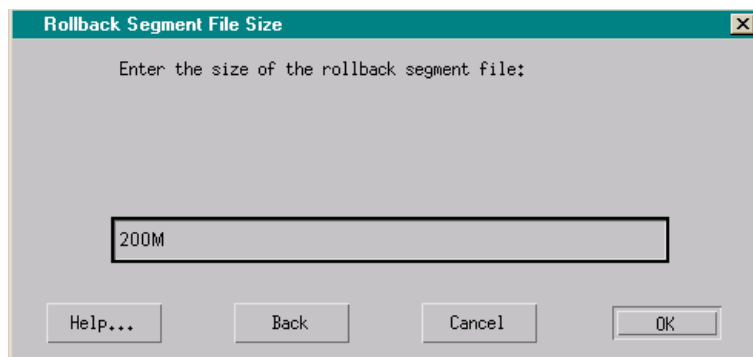 Rollback Segment File Size
Enter the size of the rollback segment file:
200M
Help... Back Cancel OK